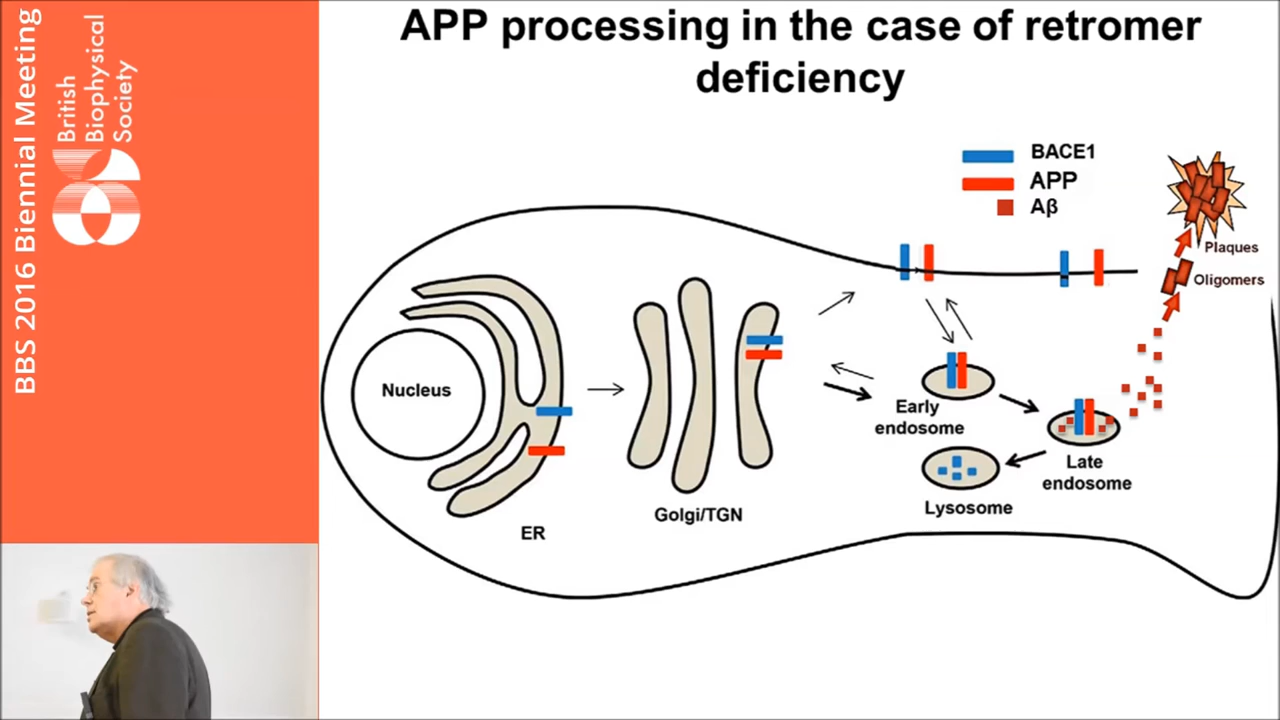 BBS 2016 Biennial Meeting
British
Biophysical
Society
APP processing in the case of retromer
deficiency
BACE1
APP
Aβ
Plaques
Oligomers
Nucleus
Early
endosome
Late
endosome
Lysosome
Golgi/TGN
ER